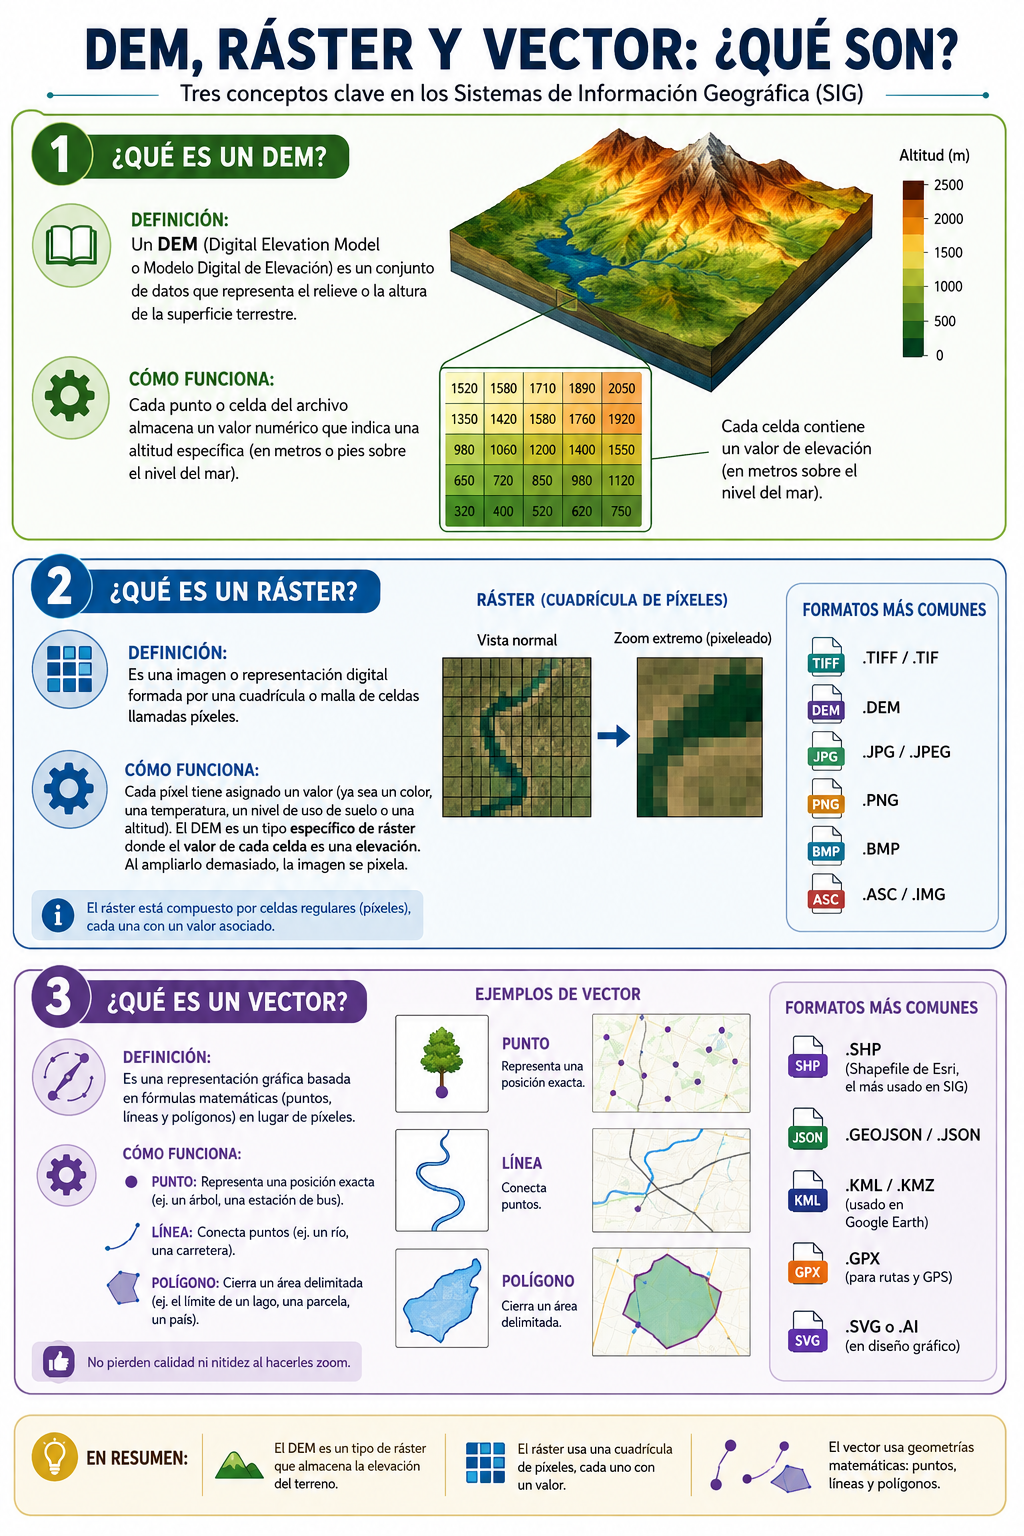 DEM, RÁSTER Y VECTOR: ¿QUÉ SON?
Tres conceptos clave en los Sistemas de Información Geográfica (SIG)
1
¿QUÉ ES UN DEM?
DEFINICIÓN:
Un DEM (Digital Elevation Model
o Modelo Digital de Elevación) es un conjunto
de datos que representa el relieve o la altura
de la superficie terrestre.
CÓMO FUNCIONA:
Cada punto o celda del archivo
almacena un valor numérico que indica una
altitud específica (en metros o pies sobre
el nivel del mar).
Altitud (m)
2500
2000
1500
1000
500
0
1520 1580 1710 1890 2050
1350 1420 1580 1760 1920
980 1060 1200 1400 1550
650 720 850 980 1120
320 400 520 620 750
Cada celda contiene
un valor de elevación
(en metros sobre el
nivel del mar).
2
¿QUÉ ES UN RÁSTER?
DEFINICIÓN:
Es una imagen o representación digital
formada por una cuadrícula o malla de celdas
llamadas píxeles.
CÓMO FUNCIONA:
Cada píxel tiene asignado un valor (ya sea un color,
una temperatura, un nivel de uso de suelo o una
altitud). El DEM es un tipo específico de ráster
donde el valor de cada celda es una elevación.
Al ampliarlo demasiado, la imagen se pixela.
El ráster está compuesto por celdas regulares (píxeles),
cada una con un valor asociado.
RÁSTER (CUADRÍCULA DE PÍXELES)
Vista normal
Zoom extremo (pixeleado)
FORMATOS MÁS COMUNES
TIFF .TIFF / .TIF
DEM .DEM
JPG .JPG / .JPEG
PNG .PNG
BMP .BMP
ASC .ASC / .IMG
3
¿QUÉ ES UN VECTOR?
DEFINICIÓN:
Es una representación gráfica basada
en fórmulas matemáticas (puntos,
líneas y polígonos) en lugar de píxeles.
CÓMO FUNCIONA:
PUNTO: Representa una posición exacta
(ej. un árbol, una estación de bus).
LÍNEA: Conecta puntos (ej. un río,
una carretera).
POLÍGONO: Cierra un área delimitada
(ej. el límite de un lago, una parcela,
un país).
No pierden calidad ni nitidez al hacerles zoom.
EJEMPLOS DE VECTOR
PUNTO
Representa una
posición exacta.
LÍNEA
Conecta
puntos.
POLÍGONO
Cierra un área
delimitada.
FORMATOS MÁS COMUNES
SHP .SHP
(Shapefile de Esri,
el más usado en SIG)
JSON .GEOJSON / .JSON
KML .KML / .KMZ
(usado en
Google Earth)
GPX .GPX
(para rutas y GPS)
SVG .SVG o .AI
(en diseño gráfico)
EN RESUMEN:
El DEM es un tipo de ráster
que almacena la elevación
del terreno.
El ráster usa una cuadrícula
de píxeles, cada uno con
un valor.
El vector usa geometrías
matemáticas: puntos,
líneas y polígonos.